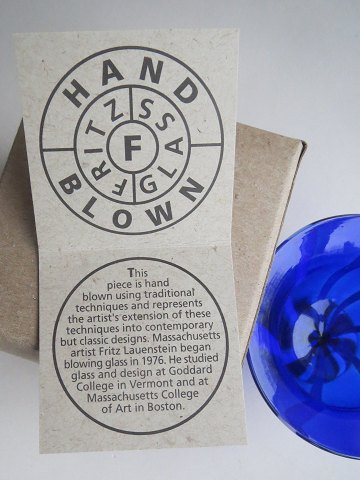 HAND
FRITZ GLASS
F
BLOWN
This
piece is hand
blown using traditional
techniques and represents
the artist's extension of these
techniques into contemporary
but classic designs. Massachusetts
artist Fritz Lauenstein began
blowing glass in 1976. He studied
glass and design at Goddard
College in Vermont and at
Massachusetts College
of Art in Boston.